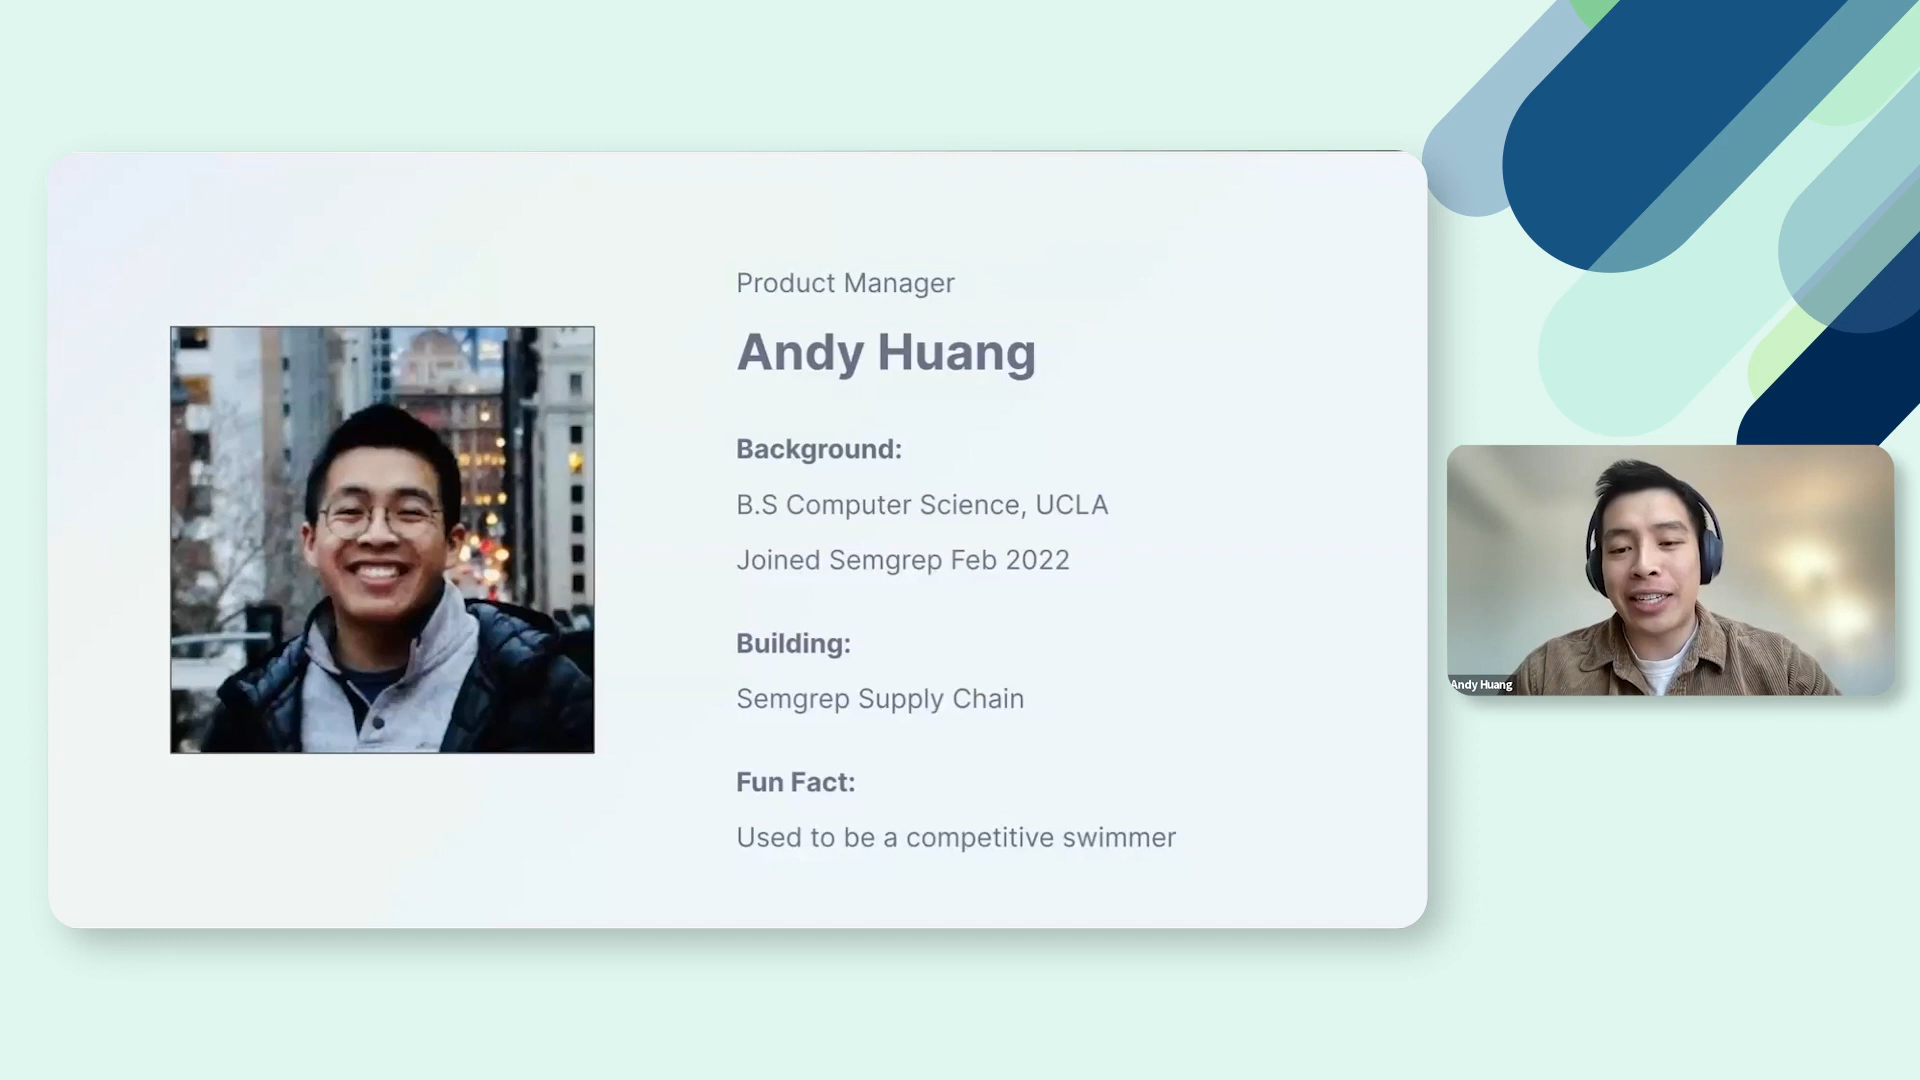 Product Manager
Andy Huang
Background:
B.S Computer Science, UCLA
Joined Semgrep Feb 2022
Building:
Semgrep Supply Chain
Fun Fact:
Used to be a competitive swimmer
Andy Huang